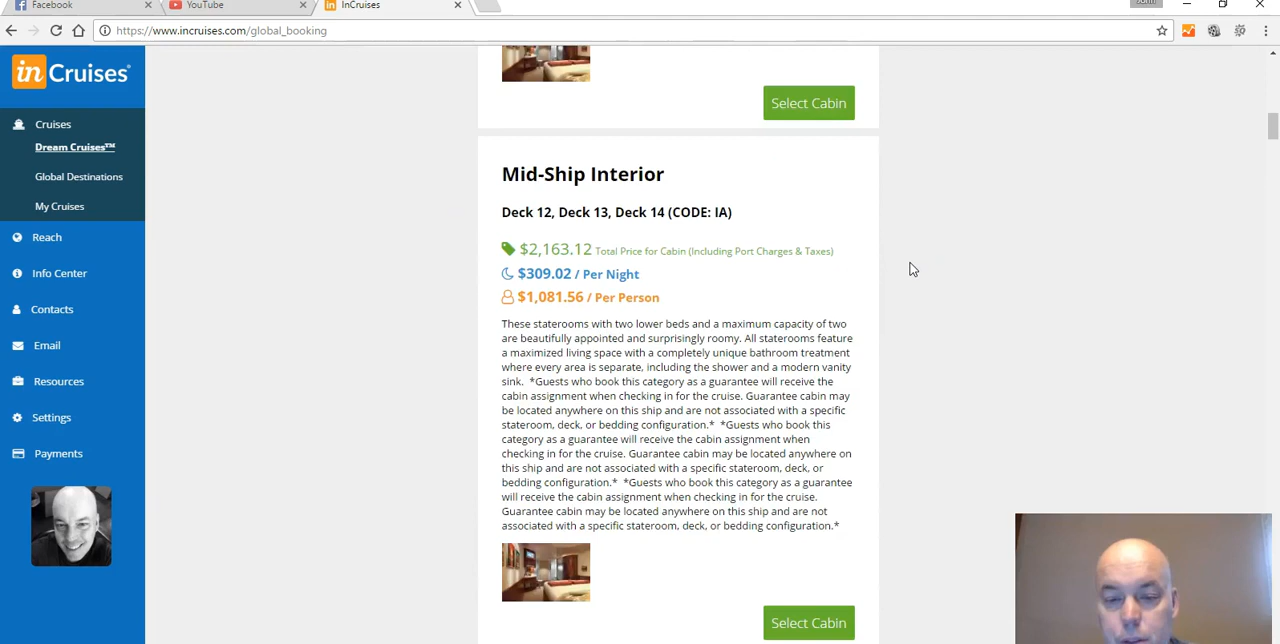 Facebook
YouTube
InCruises
https://www.incruises.com/global_booking
inCruises
Cruises
Dream Cruises™
Global Destinations
My Cruises
Reach
Info Center
Contacts
Email
Resources
Settings
Payments
Select Cabin
Mid-Ship Interior
Deck 12, Deck 13, Deck 14 (CODE: IA)
$2,163.12 Total Price for Cabin (Including Port Charges & Taxes)
$309.02 / Per Night
$1,081.56 / Per Person
These staterooms with two lower beds and a maximum capacity of two
are beautifully appointed and surprisingly roomy. All staterooms feature
a maximized living space with a completely unique bathroom treatment
where every area is separate, including the shower and a modern vanity
sink. *Guests who book this category as a guarantee will receive the
cabin assignment when checking in for the cruise. Guarantee cabin may
be located anywhere on this ship and are not associated with a specific
stateroom, deck, or bedding configuration.* *Guests who book this
category as a guarantee will receive the cabin assignment when
checking in for the cruise. Guarantee cabin may be located anywhere on
this ship and are not associated with a specific stateroom, deck, or
bedding configuration.* *Guests who book this category as a guarantee
will receive the cabin assignment when checking in for the cruise.
Guarantee cabin may be located anywhere on this ship and are not
associated with a specific stateroom, deck, or bedding configuration.*
Select Cabin